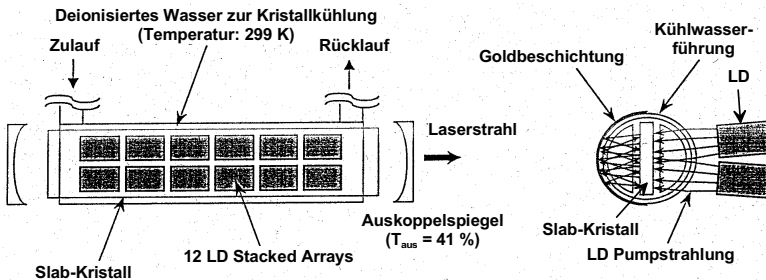 Deionisiertes Wasser zur Kristallkühlung
(Temperatur: 299 K)
Zulauf
Rücklauf
Laserstrahl
Auskoppelspiegel
(Taus = 41 %)
12 LD Stacked Arrays
Slab-Kristall
Kühlwasser-
führung
Goldbeschichtung
LD
Slab-Kristall
LD Pumpstrahlung